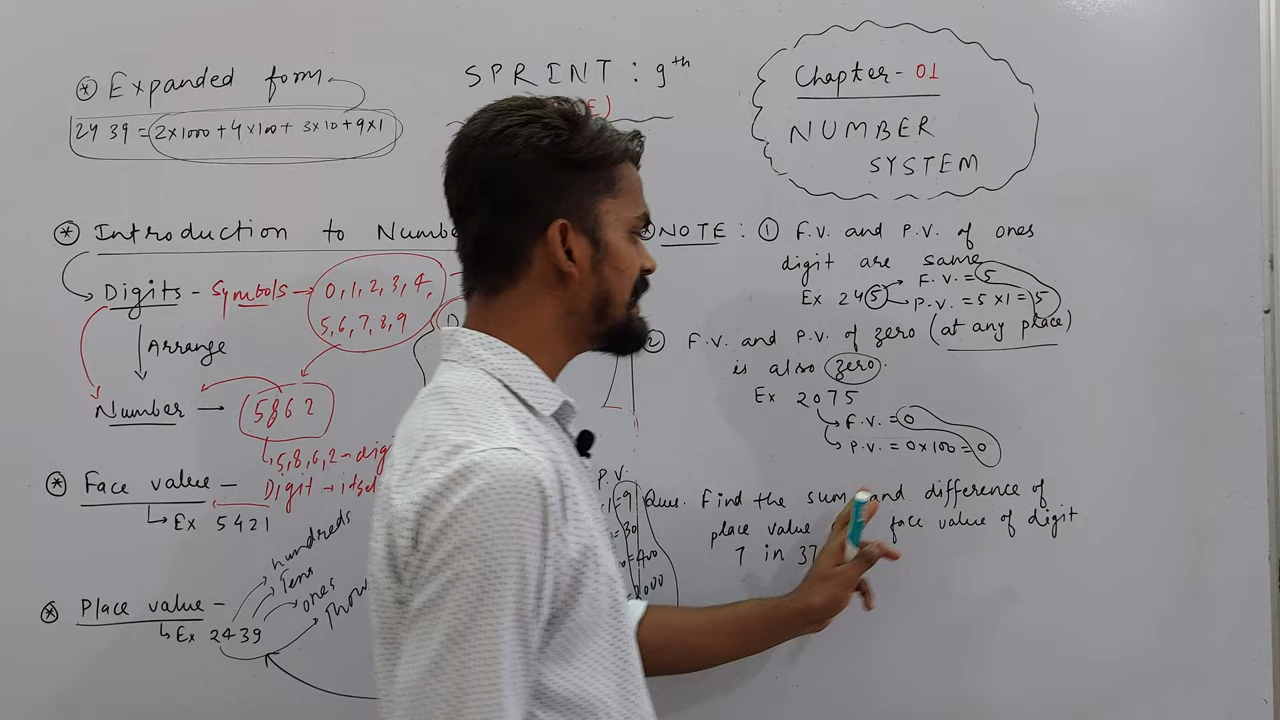 ⊛ Expanded form
2439 = 2×1000 + 4×100 + 3×10 + 9×1
SPRINT : 9th
Chapter - 01
NUMBER
SYSTEM
⊛ Introduction to Numbe
Digits - Symbols → 0, 1, 2, 3, 4,
5, 6, 7, 8, 9
Arrange
Number → 5862
5, 8, 6, 2 →
⊛ Face value - Digit → itsel
Ex 5421
hundreds
Tens
ones
⊛ Place value -
Ex 2439
P.V.
= 9
= 30
= 400
NOTE : ① F.V. and P.V. of ones
digit are same
F.V. = 5
Ex 245
P.V. = 5 × 1 = 5
② F.V. and P.V. of zero (at any place)
is also zero.
Ex 2075
F.V. = 0
P.V. = 0×100 = 0
Ques. Find the sum and difference of
place value face value of digit
7 in 37